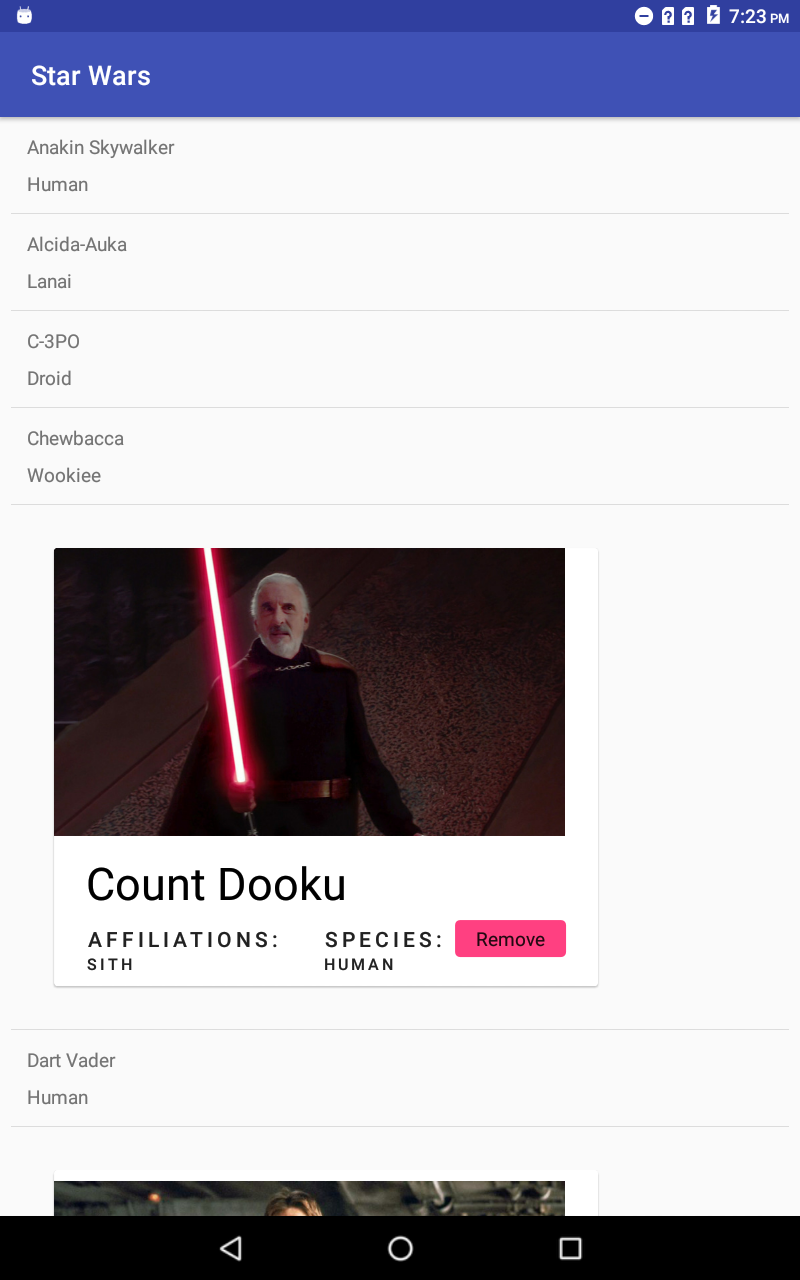 7:23 PM
Star Wars
Anakin Skywalker
Human
Alcida-Auka
Lanai
C-3PO
Droid
Chewbacca
Wookiee
Count Dooku
AFFILIATIONS: SPECIES: Remove
SITH HUMAN
Dart Vader
Human